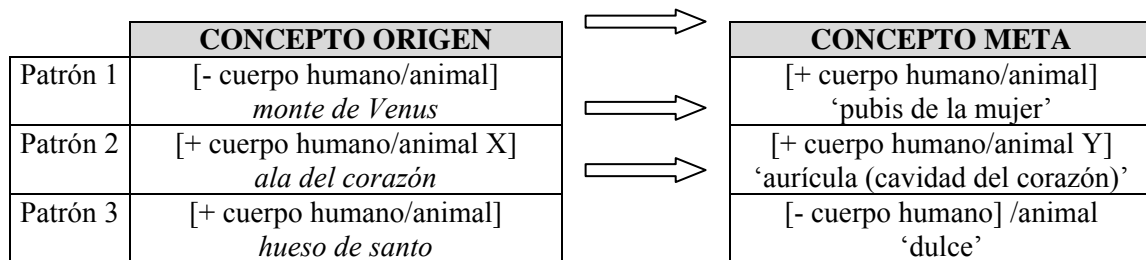 CONCEPTO ORIGEN CONCEPTO META
Patrón 1 [- cuerpo humano/animal] [+ cuerpo humano/animal]
monte de Venus ‘pubis de la mujer’
Patrón 2 [+ cuerpo humano/animal X] [+ cuerpo humano/animal Y]
ala del corazón ‘aurícula (cavidad del corazón)’
Patrón 3 [+ cuerpo humano/animal] [- cuerpo humano] /animal
hueso de santo ‘dulce’